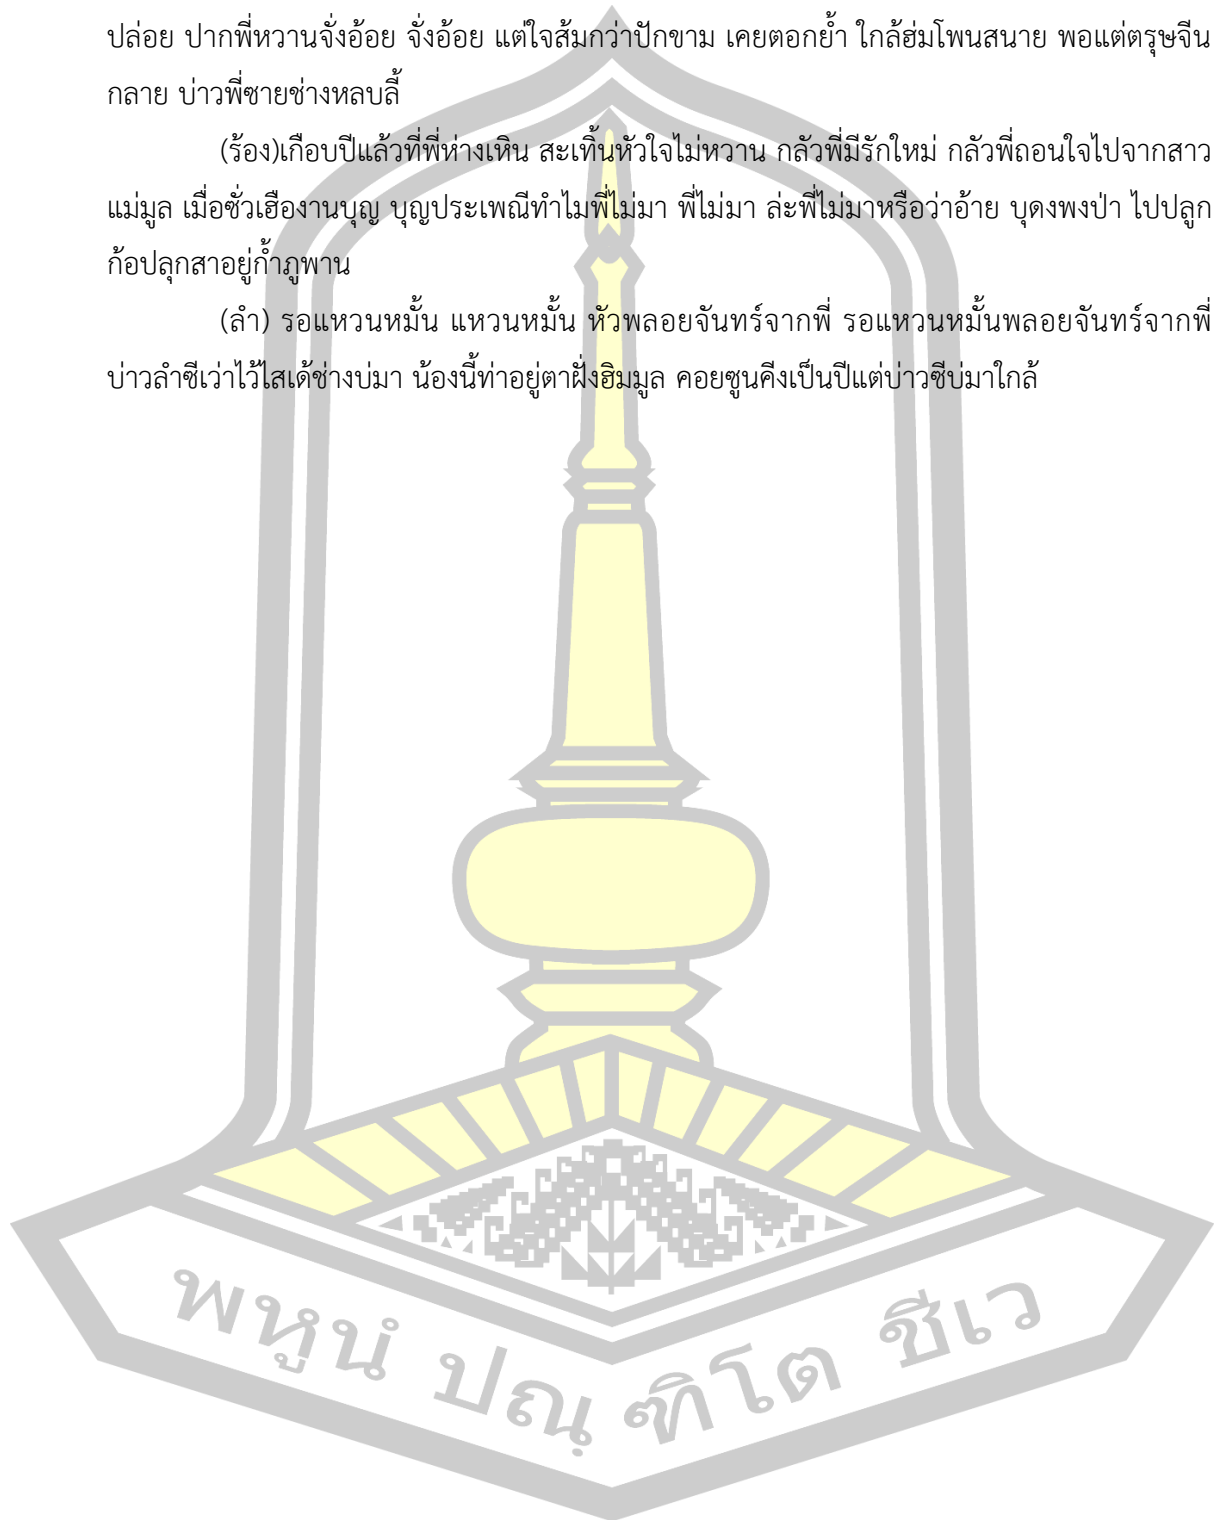 ปล่อย ปากพี่หวานจั่งอ้อย จั่งอ้อย แต่ใจส้มกว่าปักขาม เคยตอกย้ำ ใกล้ฮ่มโพนสนาย พอแต่ตรุษจีน
กลาย บ่าวพี่ซายช่างหลบลี้
(ร้อง)เกือบปีแล้วที่พี่ห่างเหิน สะเทิ้นหัวใจไม่หวาน กลัวพี่มีรักใหม่ กลัวพี่ถอนใจไปจากสาว
แม่มูล เมื่อซั่วเฮืองานบุญ บุญประเพณีทำไมพี่ไม่มา พี่ไม่มา ล่ะพี่ไม่มาหรือว่าอ้าย บุดงพงป่า ไปปลูก
ก้อปลุกสาอยู่ก้ำภูพาน
(ลำ) รอแหวนหมั้น แหวนหมั้น หัวพลอยจันทร์จากพี่ รอแหวนหมั้นพลอยจันทร์จากพี่
บ่าวลำซีเว่าไว้ไสเด้ช่างบ่มา น้องนี้ท่าอยู่ตาฝั่งฮิมมูล คอยซูนคีงเป็นปีแต่บ่าวซีบ่มาใกล้
พหูนํ ปณฺ ฑิโต ชีเว